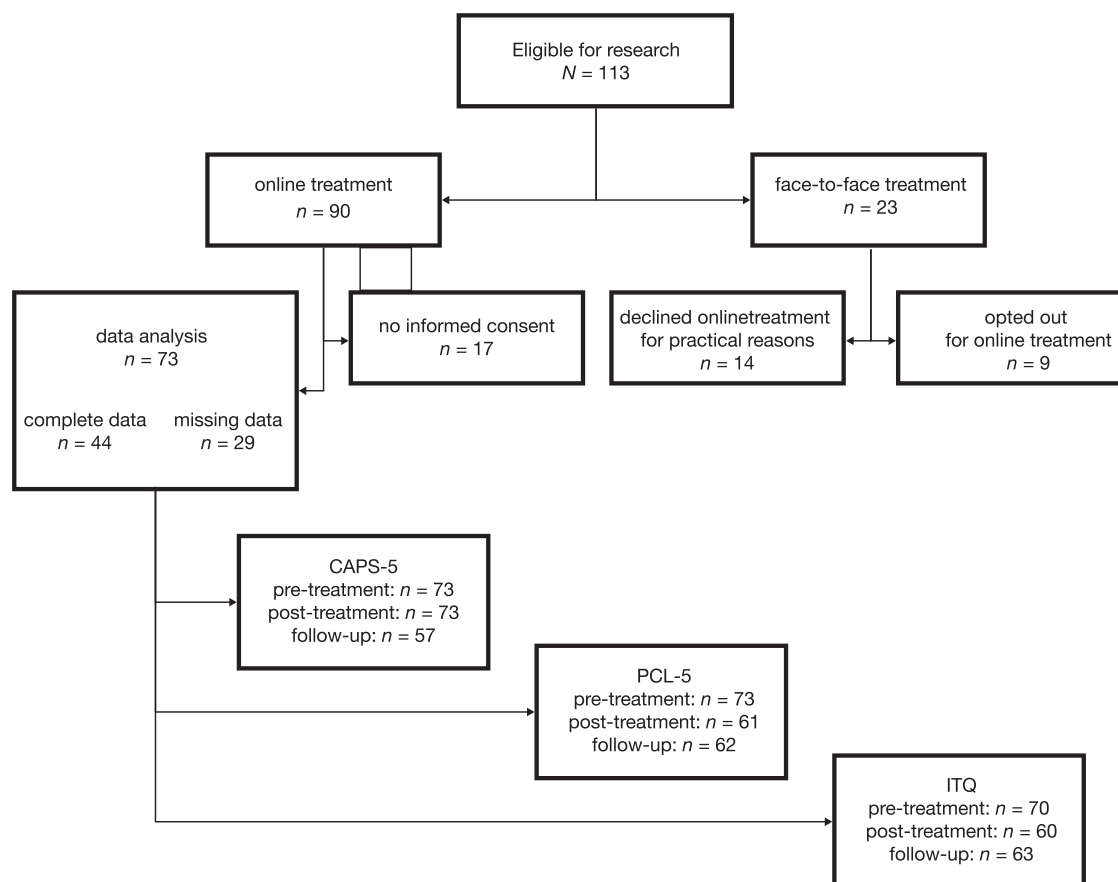 Eligible for research
N = 113
online treatment
n = 90
face-to-face treatment
n = 23
data analysis
n = 73
complete data
n = 44
missing data
n = 29
no informed consent
n = 17
declined onlinetreatment
for practical reasons
n = 14
opted out
for online treatment
n = 9
CAPS-5
pre-treatment: n = 73
post-treatment: n = 73
follow-up: n = 57
PCL-5
pre-treatment: n = 73
post-treatment: n = 61
follow-up: n = 62
ITQ
pre-treatment: n = 70
post-treatment: n = 60
follow-up: n = 63